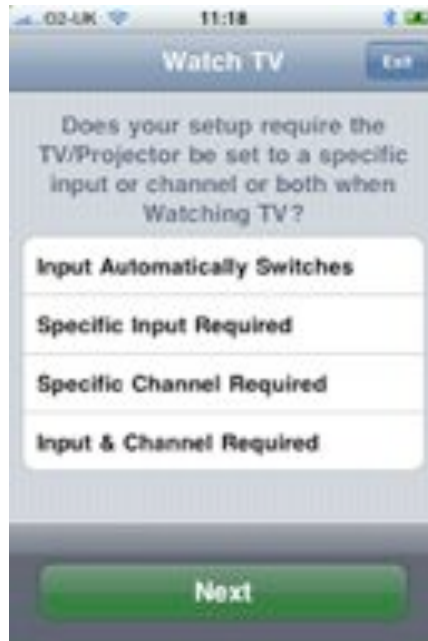 O2-UK 11:18
Watch TV Exit
Does your setup require the
TV/Projector be set to a specific
input or channel or both when
Watching TV?
Input Automatically Switches
Specific Input Required
Specific Channel Required
Input & Channel Required
Next